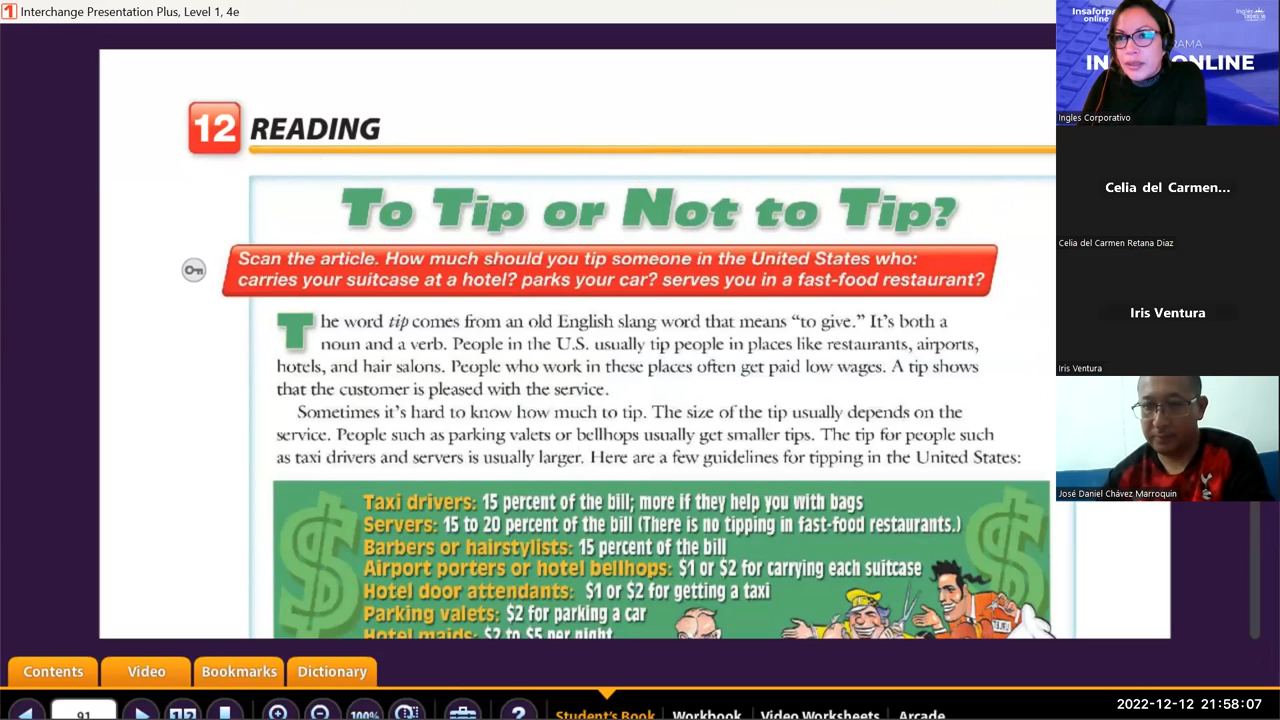 Interchange Presentation Plus, Level 1, 4e
12 READING
To Tip or Not to Tip?
Scan the article. How much should you tip someone in the United States who:
carries your suitcase at a hotel? parks your car? serves you in a fast-food restaurant?
The word tip comes from an old English slang word that means “to give.” It’s both a
noun and a verb. People in the U.S. usually tip people in places like restaurants, airports,
hotels, and hair salons. People who work in these places often get paid low wages. A tip shows
that the customer is pleased with the service.
Sometimes it’s hard to know how much to tip. The size of the tip usually depends on the
service. People such as parking valets or bellhops usually get smaller tips. The tip for people such
as taxi drivers and servers is usually larger. Here are a few guidelines for tipping in the United States:
Taxi drivers: 15 percent of the bill; more if they help you with bags
Servers: 15 to 20 percent of the bill (There is no tipping in fast-food restaurants.)
Barbers or hairstylists: 15 percent of the bill
Airport porters or hotel bellhops: $1 or $2 for carrying each suitcase
Hotel door attendants: $1 or $2 for getting a taxi
Parking valets: $2 for parking a car
Hotel maids: $2 to $5 per night
Contents Video Bookmarks Dictionary
91
100%
Student's Book Workbook Video Worksheets Arcade
Insaforp
online
ONLINE
Ingles Corporativo
Celia del Carmen...
Celia del Carmen Retana Diaz
Iris Ventura
Iris Ventura
José Daniel Chávez Marroquin
2022-12-12 21:58:07